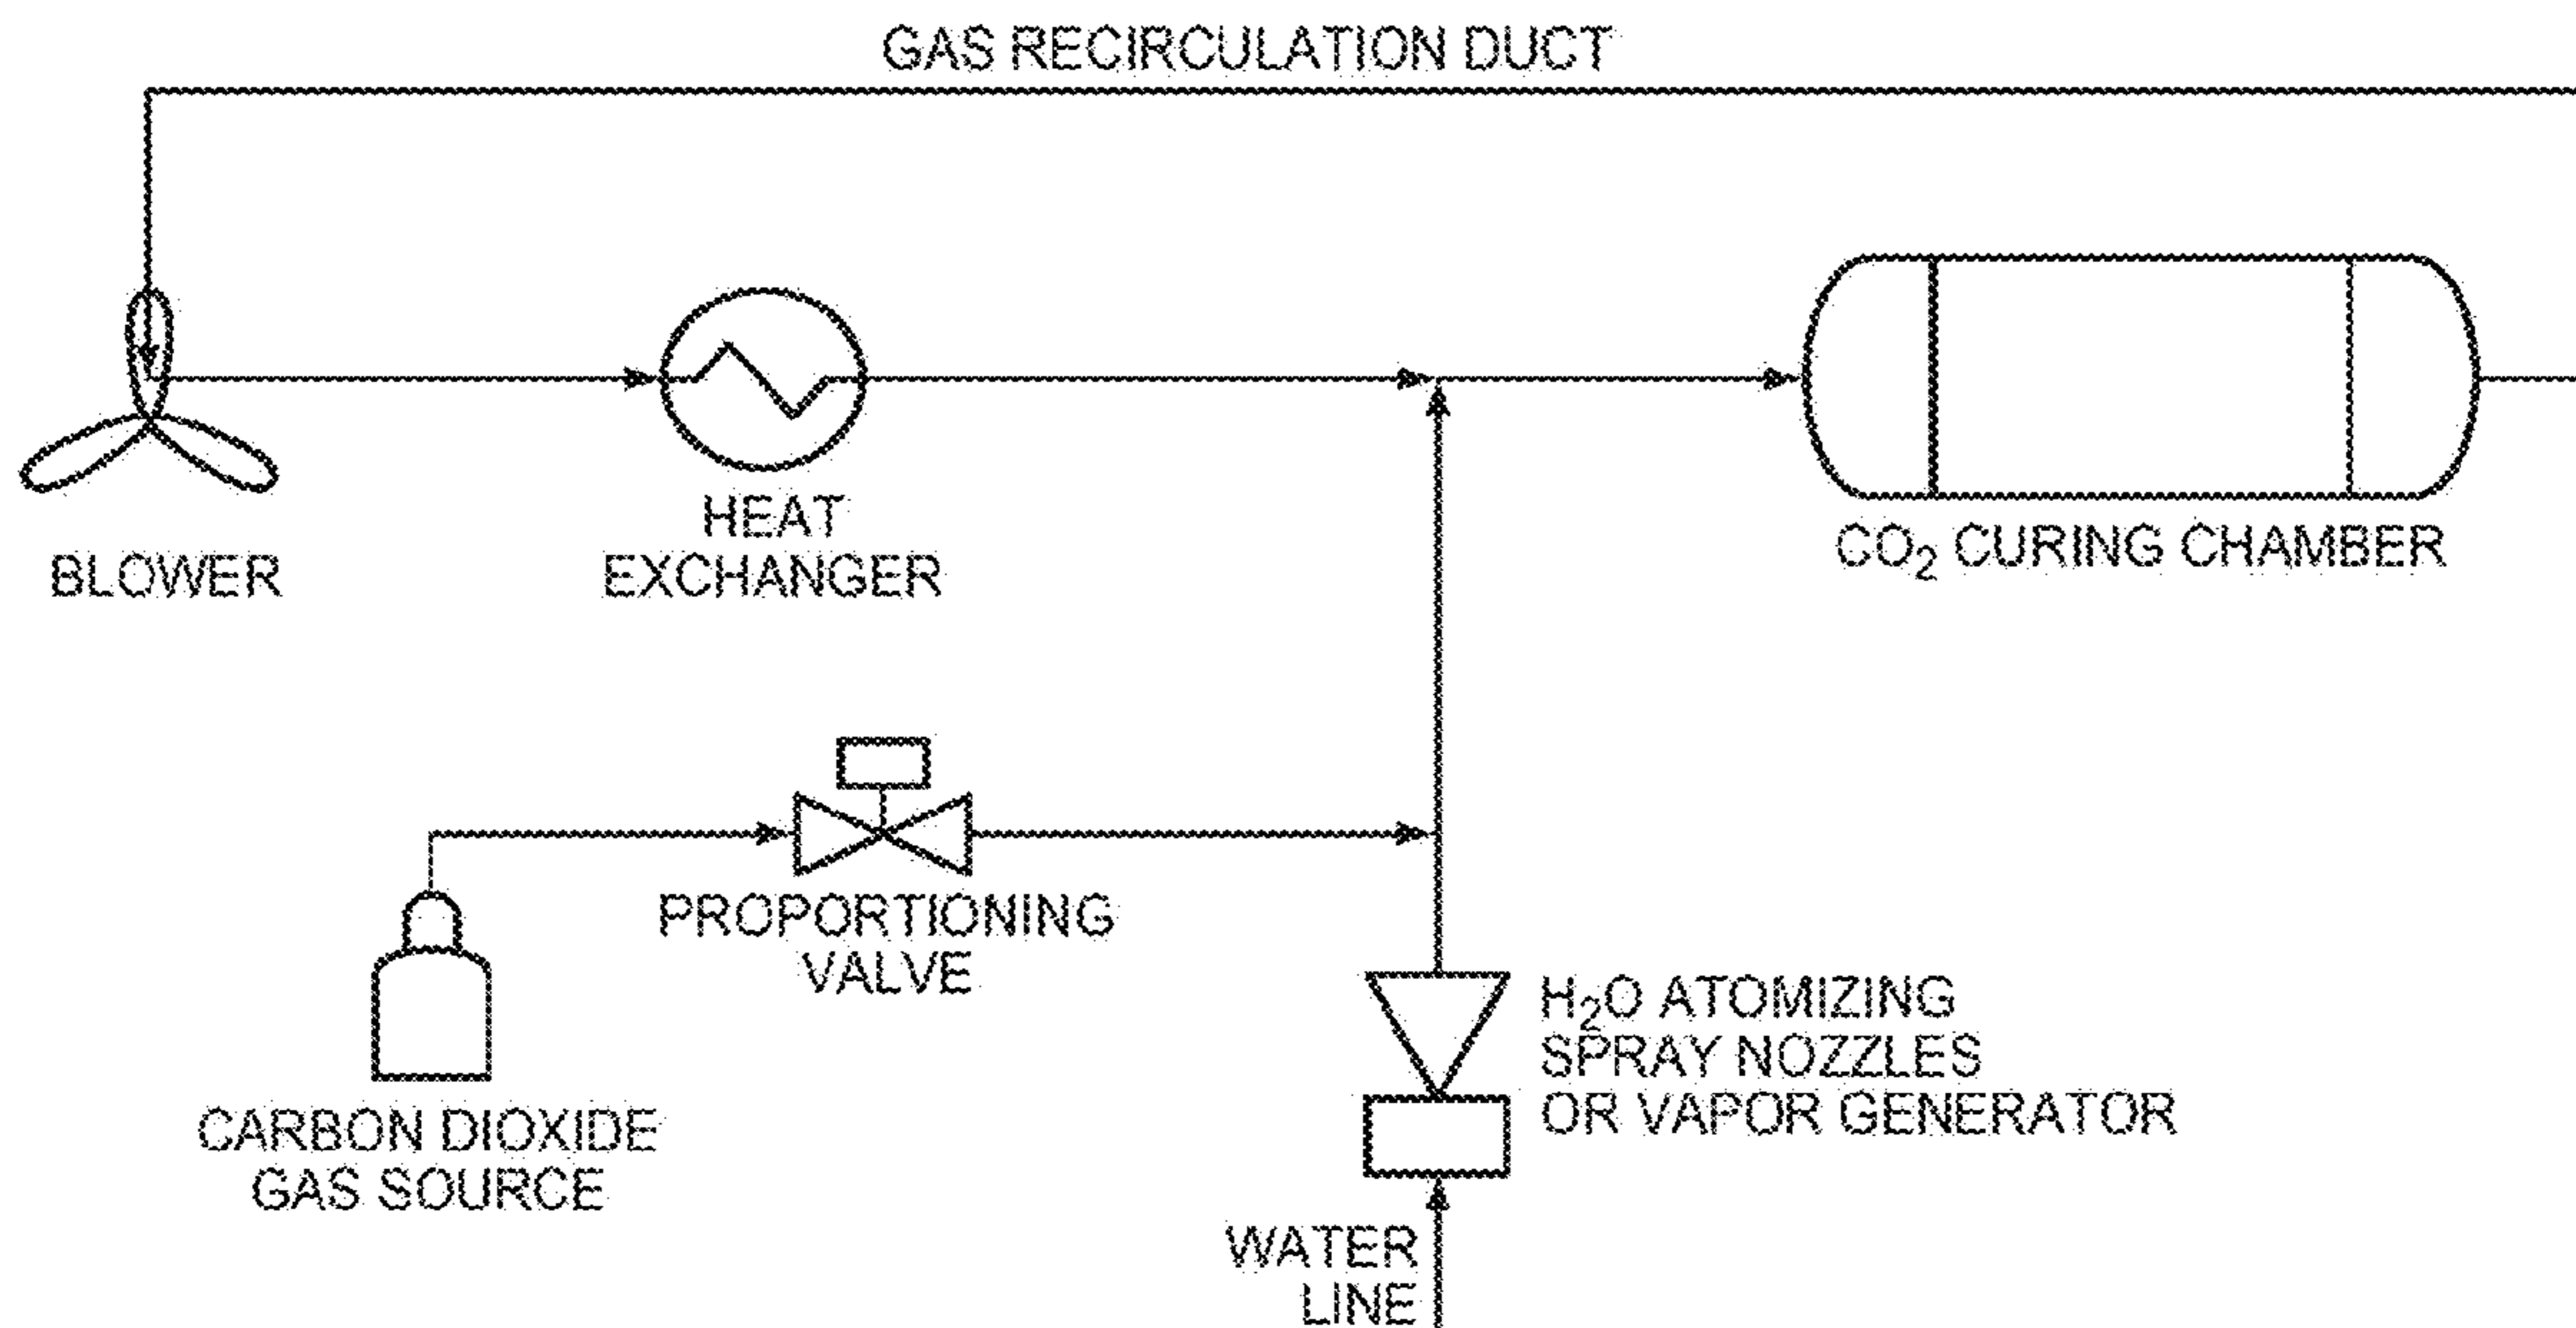 GAS RECIRCULATION DUCT
BLOWER
HEAT
EXCHANGER
CO₂ CURING CHAMBER
PROPORTIONING
VALVE
CARBON DIOXIDE
GAS SOURCE
H₂O ATOMIZING
SPRAY NOZZLES
OR VAPOR GENERATOR
WATER
LINE